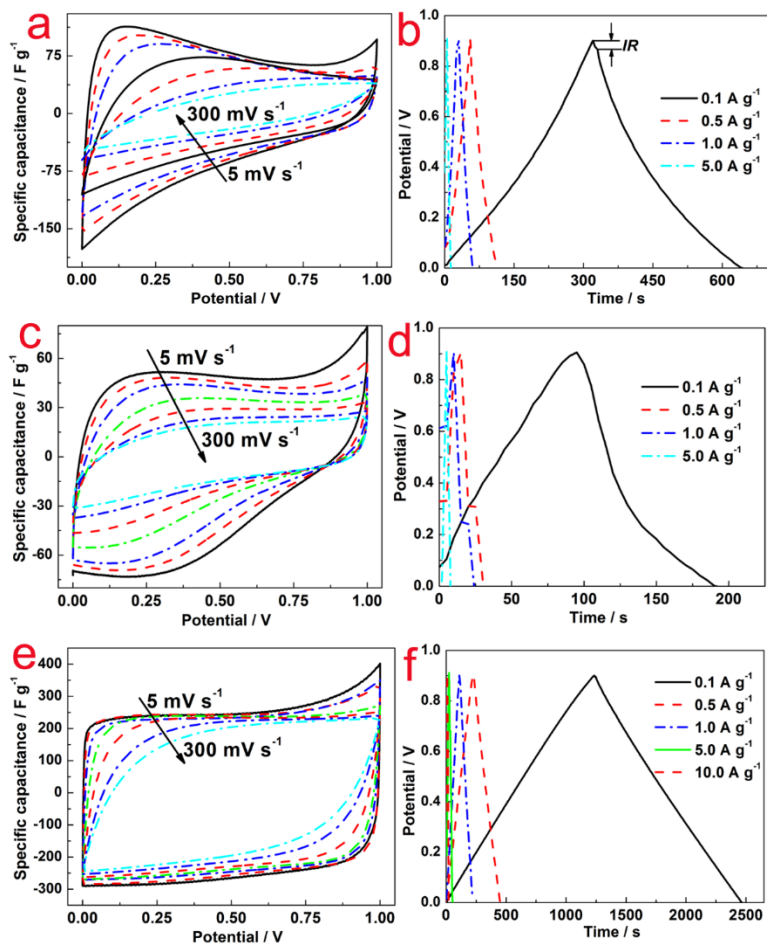 a
Specific capacitance / F g-1
75
0
-75
-150
300 mV s-1
5 mV s-1
0.00
0.25
0.50
0.75
1.00
Potential / V
b
Potential / V
1.0
0.8
0.6
0.4
0.2
0.0
IR
0.1 A g-1
0.5 A g-1
1.0 A g-1
5.0 A g-1
0
150
300
450
600
Time / s
c
Specific capacitance / F g-1
60
30
0
-30
-60
5 mV s-1
300 mV s-1
0.00
0.25
0.50
0.75
1.00
Potential / V
d
Potential / V
1.0
0.8
0.6
0.4
0.2
0.0
0.1 A g-1
0.5 A g-1
1.0 A g-1
5.0 A g-1
0
50
100
150
200
Time / s
e
Specific capacitance / F g-1
400
300
200
100
0
-100
-200
-300
5 mV s-1
300 mV s-1
0.00
0.25
0.50
0.75
1.00
Potential / V
f
Potential / V
1.0
0.8
0.6
0.4
0.2
0.0
0.1 A g-1
0.5 A g-1
1.0 A g-1
5.0 A g-1
10.0 A g-1
0
500
1000
1500
2000
2500
Time / s